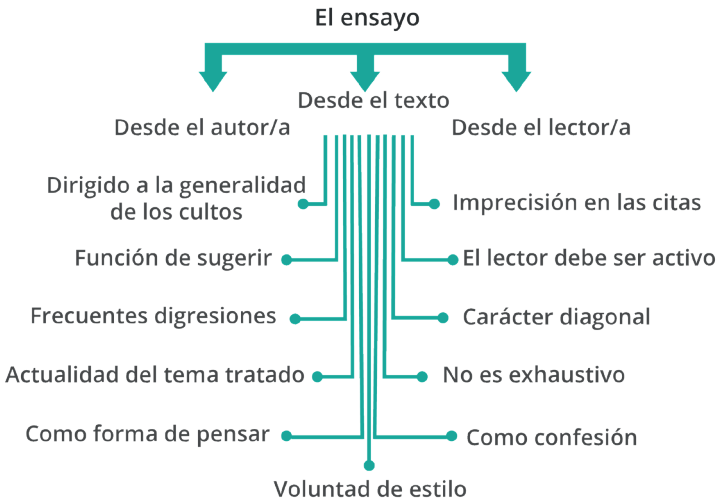 El ensayo
Desde el texto
Desde el autor/a
Desde el lector/a
Dirigido a la generalidad
de los cultos
Imprecisión en las citas
Función de sugerir
El lector debe ser activo
Frecuentes digresiones
Carácter diagonal
Actualidad del tema tratado
No es exhaustivo
Como forma de pensar
Como confesión
Voluntad de estilo